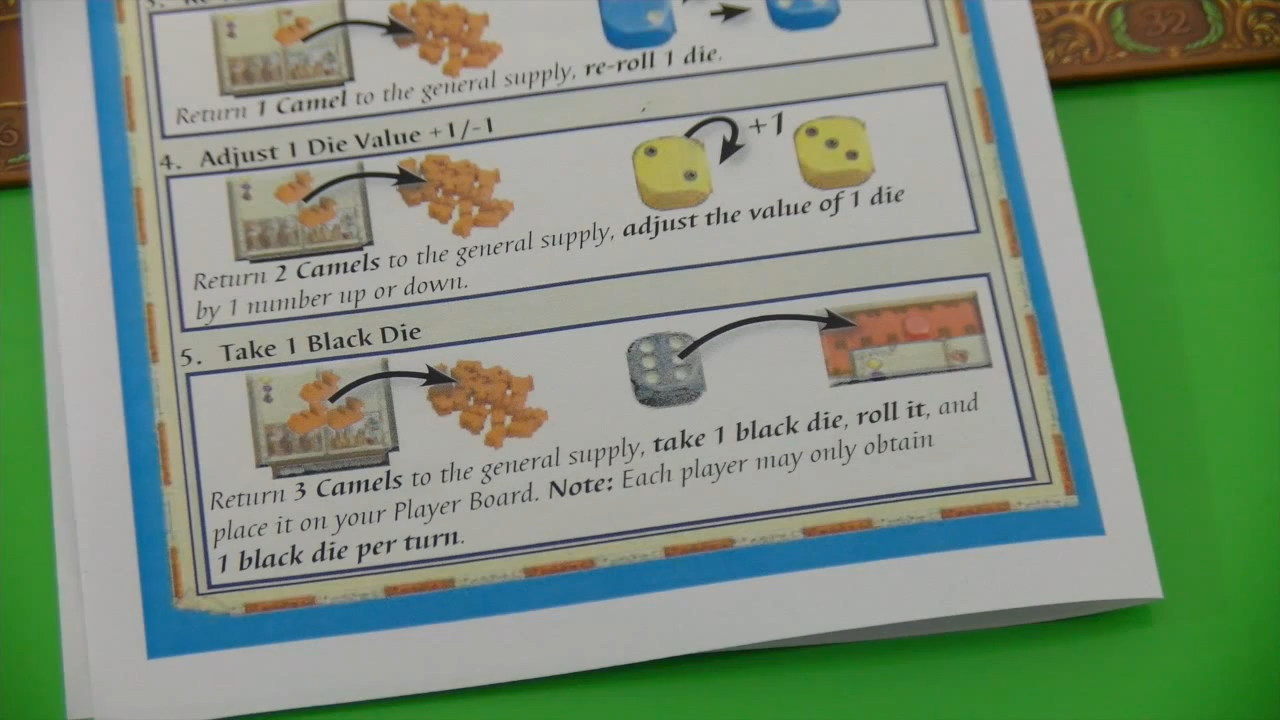 32
Return 1 Camel to the general supply, re-roll 1 die.
4. Adjust 1 Die Value +1/-1
+1
Return 2 Camels to the general supply, adjust the value of 1 die
by 1 number up or down.
5. Take 1 Black Die
Return 3 Camels to the general supply, take 1 black die, roll it, and
place it on your Player Board. Note: Each player may only obtain
1 black die per turn.